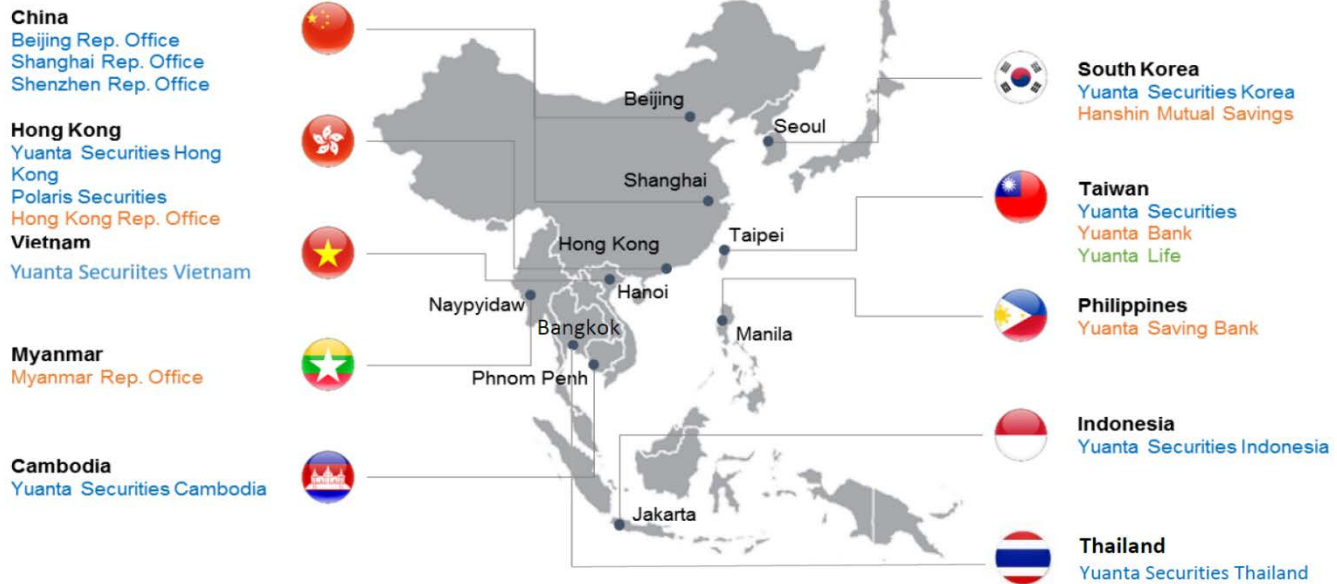 China
Beijing Rep. Office
Shanghai Rep. Office
Shenzhen Rep. Office
Hong Kong
Yuanta Securities Hong
Kong
Polaris Securities
Hong Kong Rep. Office
Vietnam
Yuanta Securiites Vietnam
Myanmar
Myanmar Rep. Office
Cambodia
Yuanta Securities Cambodia
Beijing
Seoul
Shanghai
Taipei
Hong Kong
Hanoi
Naypyidaw
Bangkok
Manila
Phnom Penh
Jakarta
South Korea
Yuanta Securities Korea
Hanshin Mutual Savings
Taiwan
Yuanta Securities
Yuanta Bank
Yuanta Life
Philippines
Yuanta Saving Bank
Indonesia
Yuanta Securities Indonesia
Thailand
Yuanta Securities Thailand